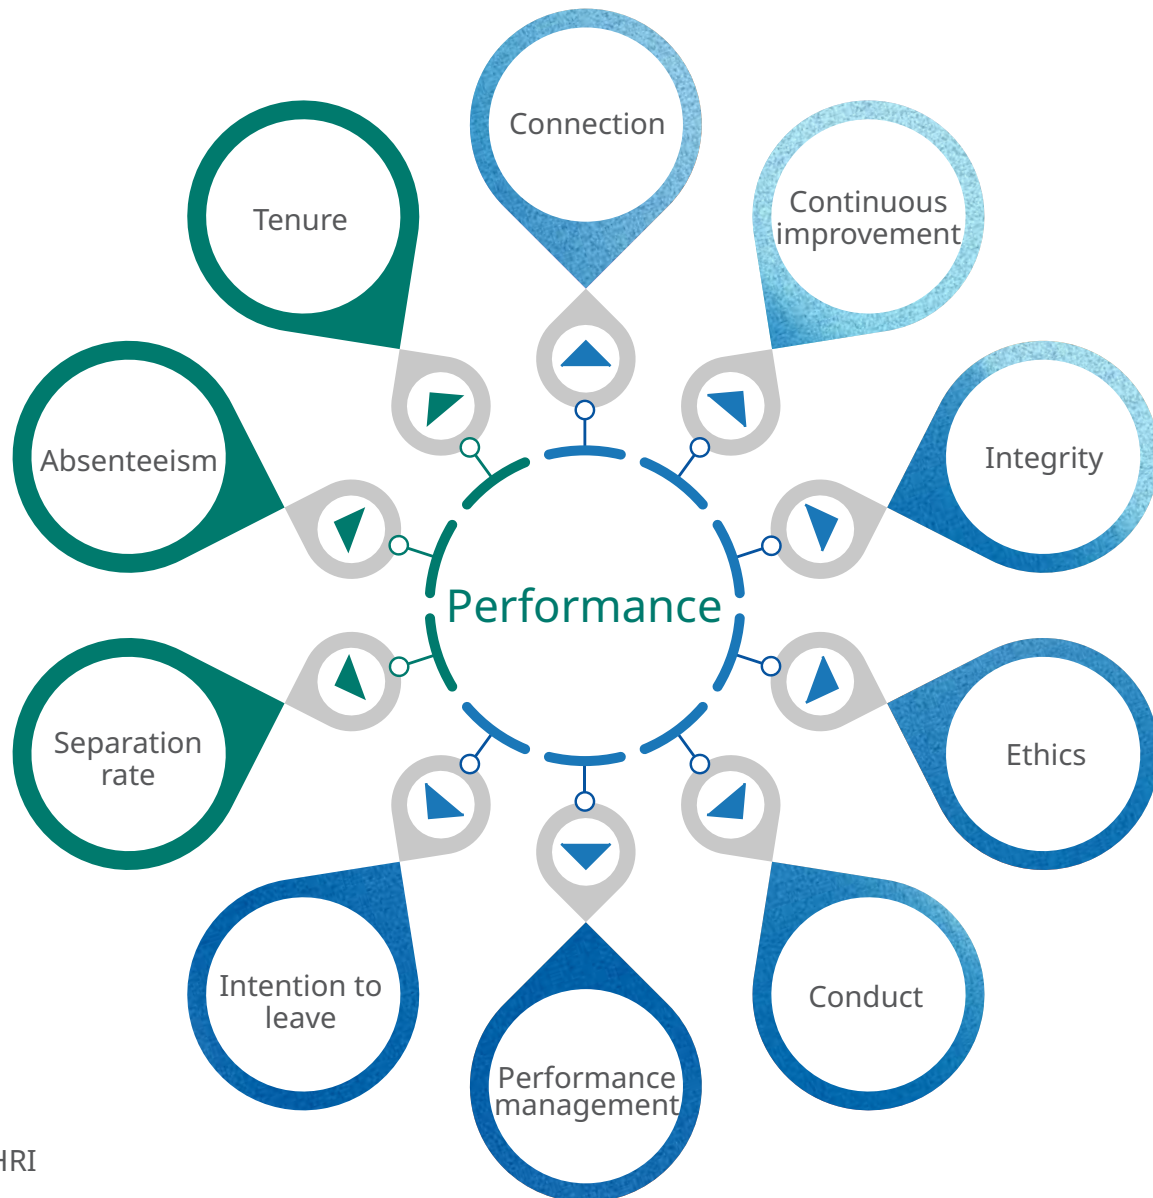 Connection
Tenure
Continuous
improvement
Absenteeism
Integrity
Performance
Separation
rate
Ethics
Intention to
leave
Conduct
Performance
management
HRI